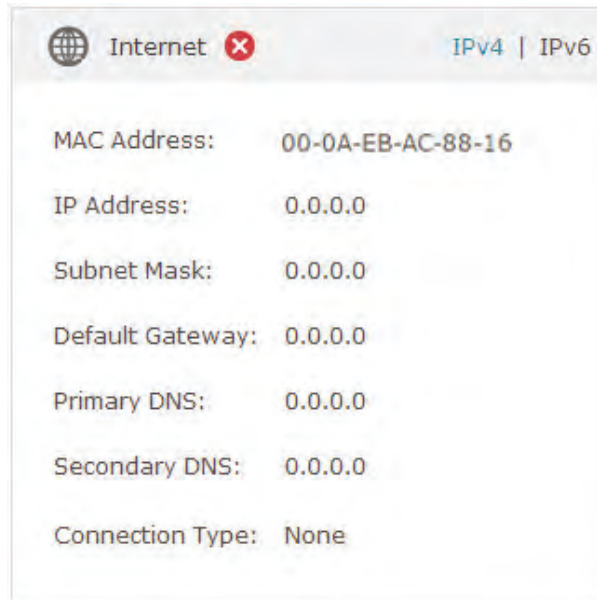 Internet IPv4 | IPv6
MAC Address: 00-0A-EB-AC-88-16
IP Address: 0.0.0.0
Subnet Mask: 0.0.0.0
Default Gateway: 0.0.0.0
Primary DNS: 0.0.0.0
Secondary DNS: 0.0.0.0
Connection Type: None